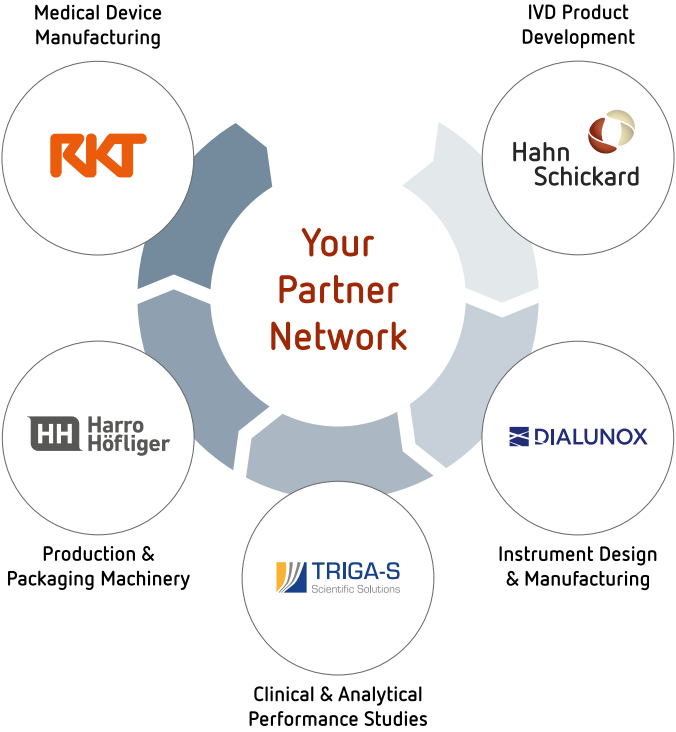 Medical Device
Manufacturing
RKT
IVD Product
Development
Hahn
Schickard
Your
Partner
Network
HH Harro
Höfliger
Production &
Packaging Machinery
DIALUNOX
Instrument Design
& Manufacturing
TRIGA-S
Scientific Solutions
Clinical & Analytical
Performance Studies